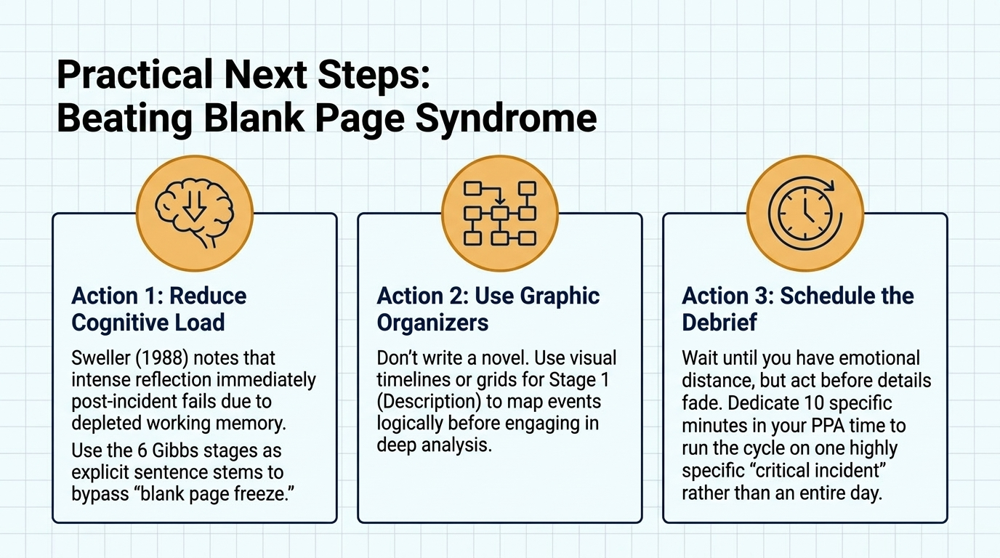 Practical Next Steps:
Beating Blank Page Syndrome
Action 1: Reduce
Cognitive Load
Sweller (1988) notes that
intense reflection immediately
post-incident fails due to
depleted working memory.
Use the 6 Gibbs stages as
explicit sentence stems to
bypass “blank page freeze.”
Action 2: Use Graphic
Organizers
Don’t write a novel. Use visual
timelines or grids for Stage 1
(Description) to map events
logically before engaging in
deep analysis.
Action 3: Schedule the
Debrief
Wait until you have emotional
distance, but act before details
fade. Dedicate 10 specific
minutes in your PPA time to
run the cycle on one highly
specific “critical incident”
rather than an entire day.